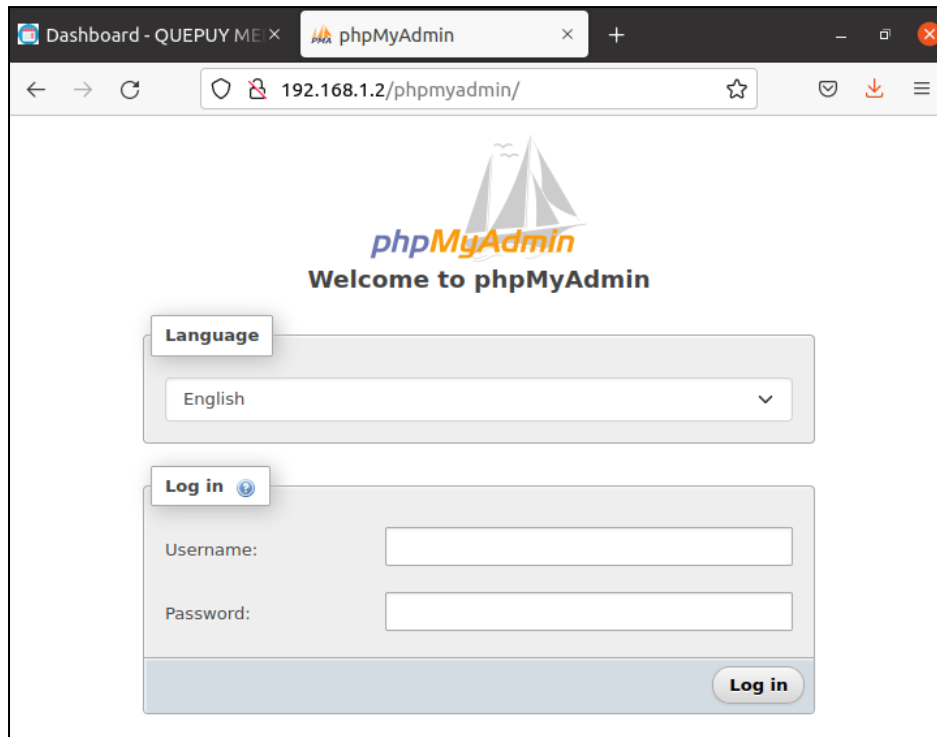 Dashboard - QUEPUY ME
phpMyAdmin
192.168.1.2/phpmyadmin/
phpMyAdmin
Welcome to phpMyAdmin
Language
English
Log in
Username:
Password:
Log in